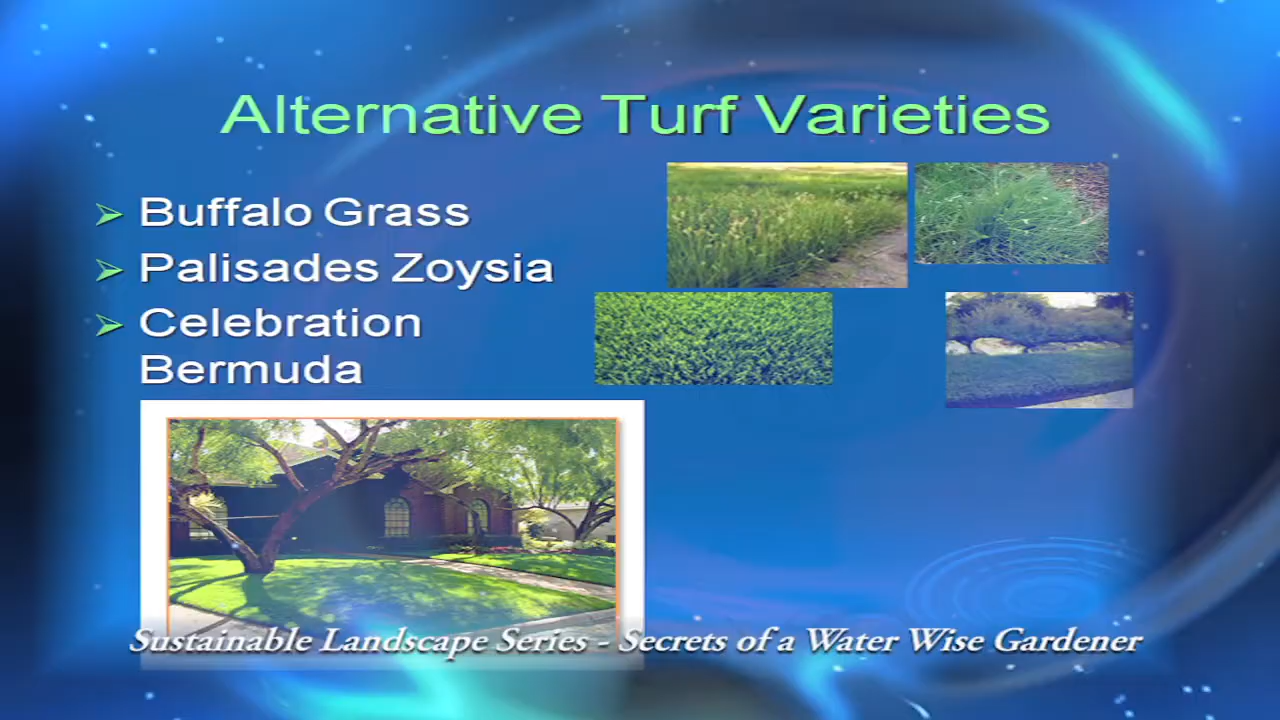 Alternative Turf Varieties
Buffalo Grass
Palisades Zoysia
Celebration
Bermuda
Sustainable Landscape Series - Secrets of a Water Wise Gardener